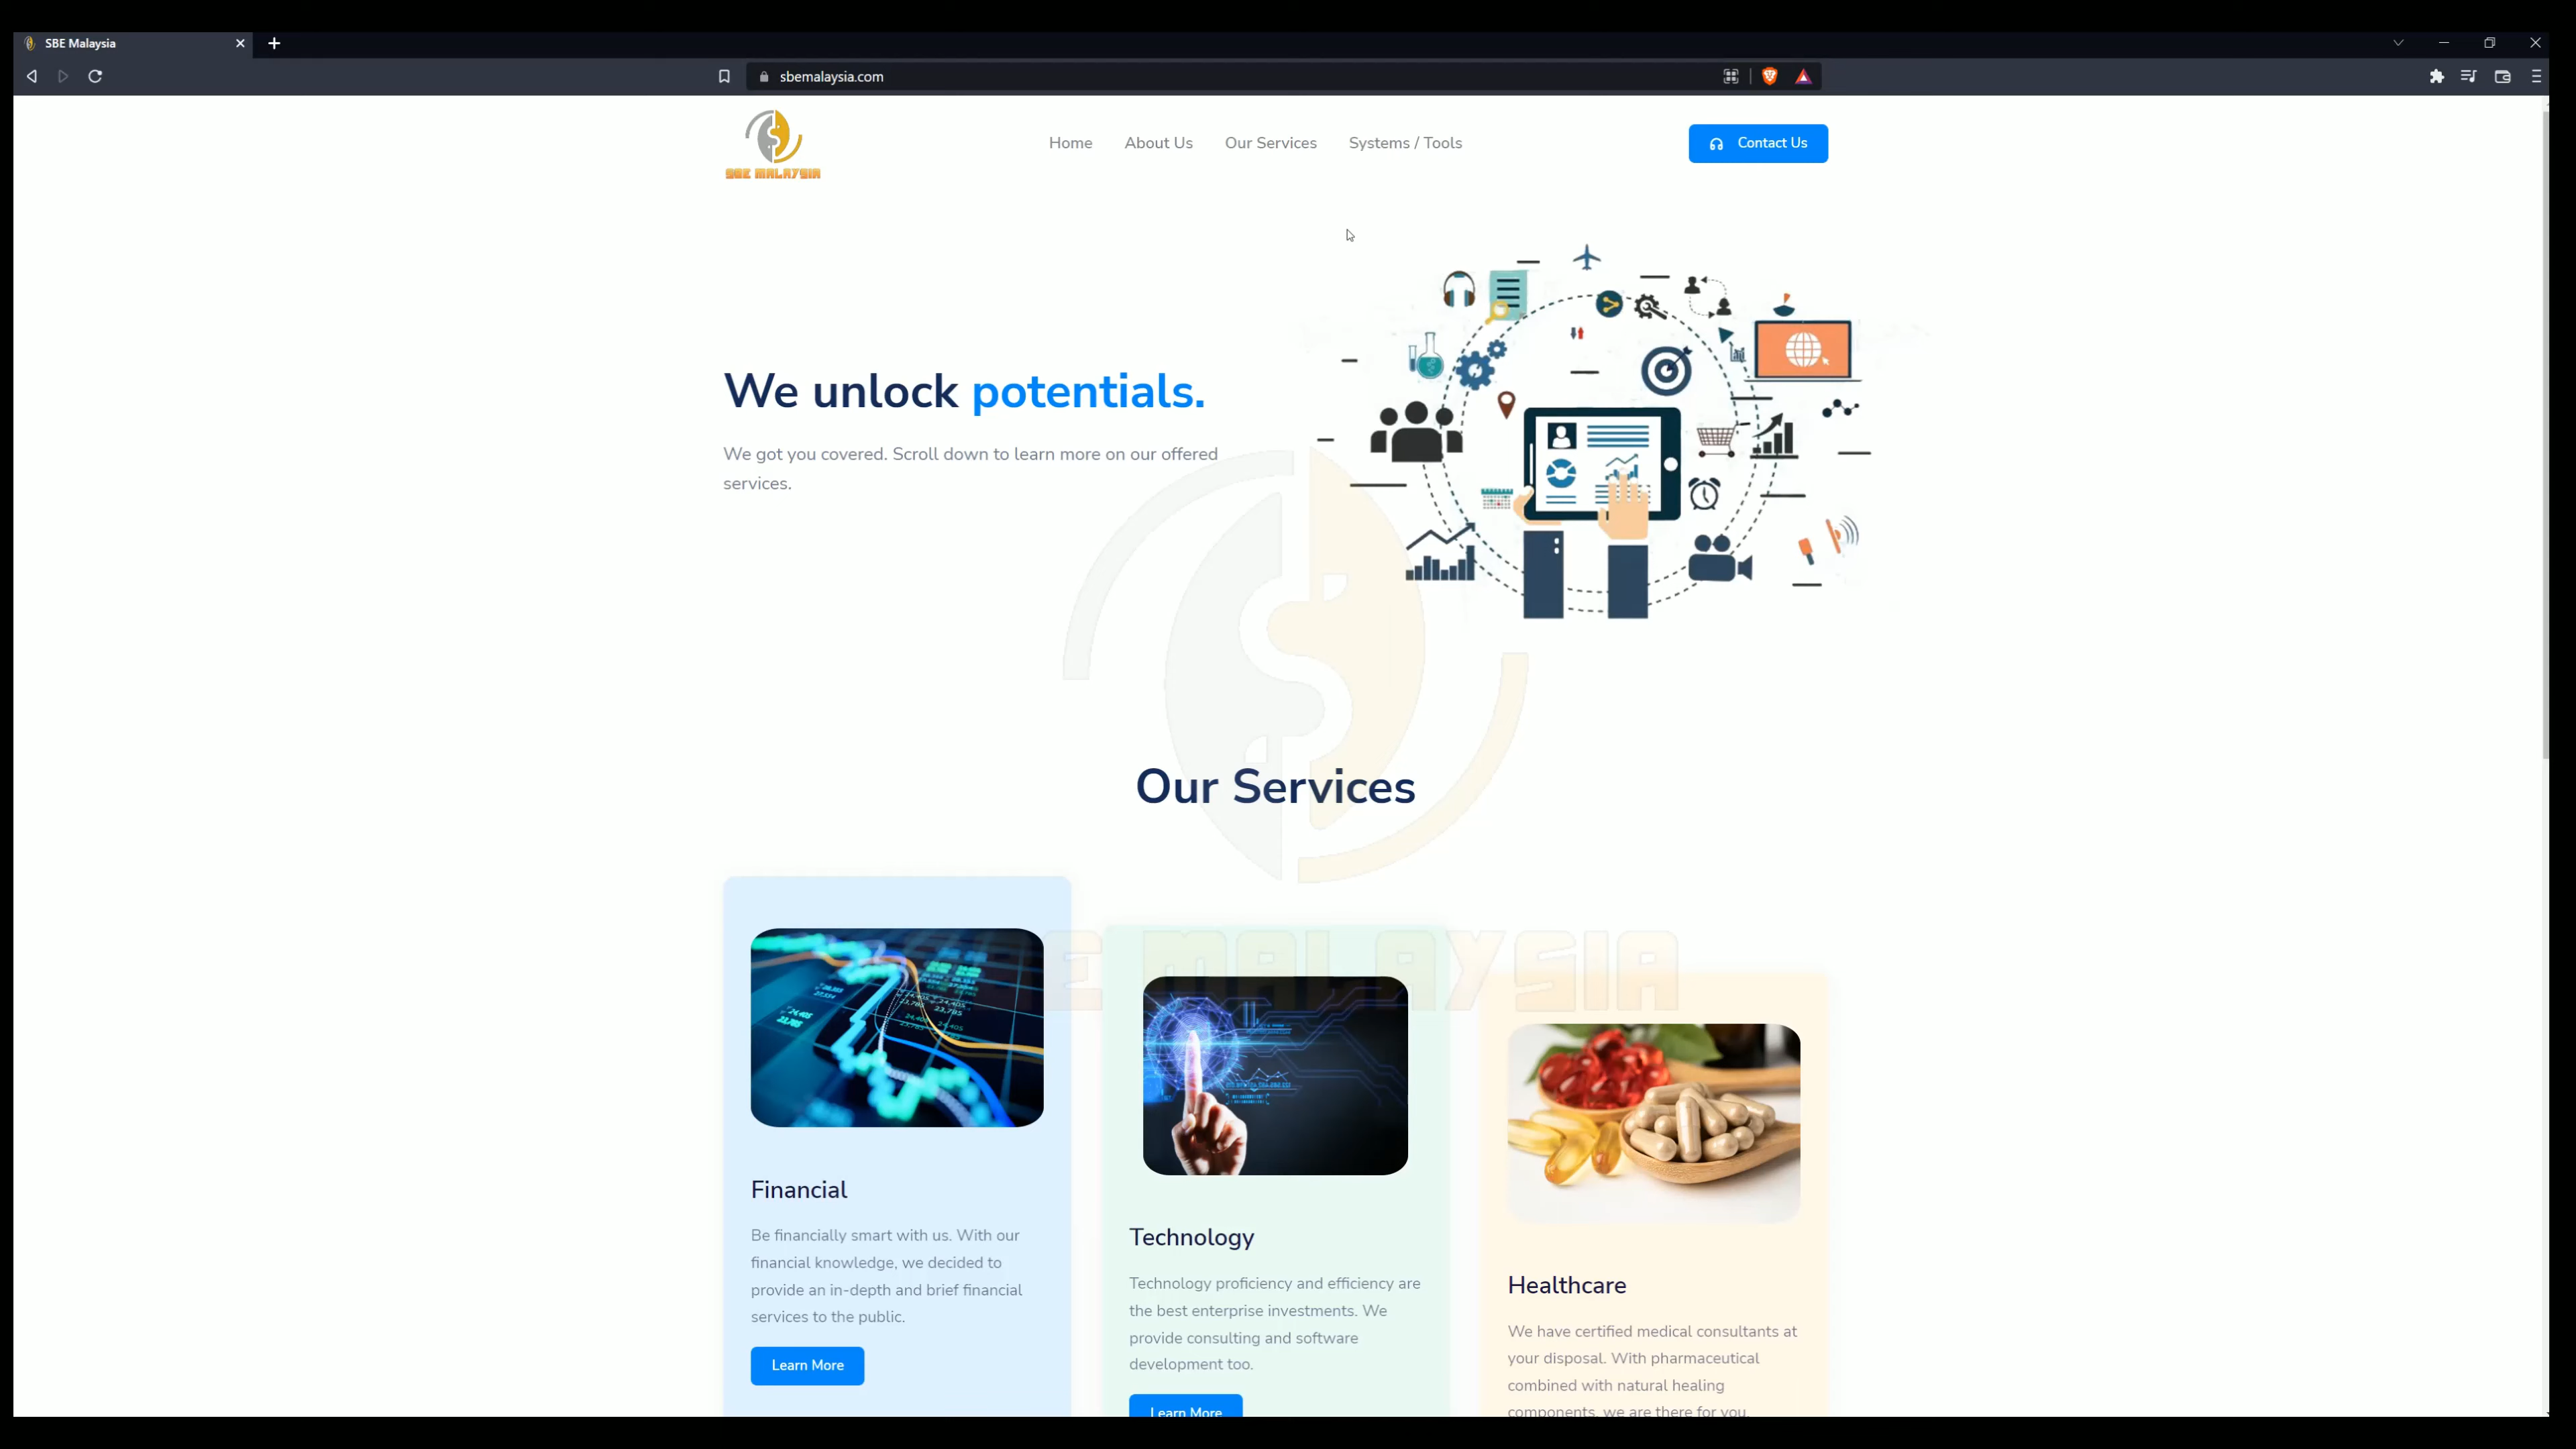 SBE Malaysia
sbemalaysia.com
SBE MALAYSIA
Home
About Us
Our Services
Systems / Tools
Contact Us
We unlock potentials.
We got you covered. Scroll down to learn more on our offered
services.
Our Services
E MALAYSIA
Financial
Be financially smart with us. With our
financial knowledge, we decided to
provide an in-depth and brief financial
services to the public.
Learn More
Technology
Technology proficiency and efficiency are
the best enterprise investments. We
provide consulting and software
development too.
Learn More
Healthcare
We have certified medical consultants at
your disposal. With pharmaceutical
combined with natural healing
components, we are there for you.